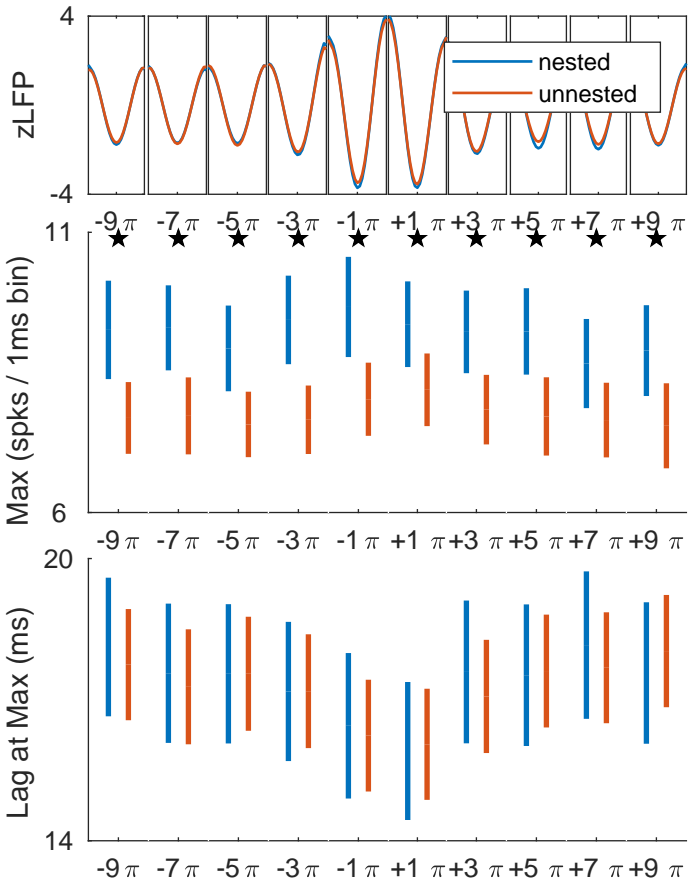 4
zLFP
nested
unnested
-4
-9 π -7 π -5 π -3 π -1 π +1 π +3 π +5 π +7 π +9 π
11
Max (spks / 1ms bin)
6
-9 π -7 π -5 π -3 π -1 π +1 π +3 π +5 π +7 π +9 π
20
Lag at Max (ms)
14
-9 π -7 π -5 π -3 π -1 π +1 π +3 π +5 π +7 π +9 π